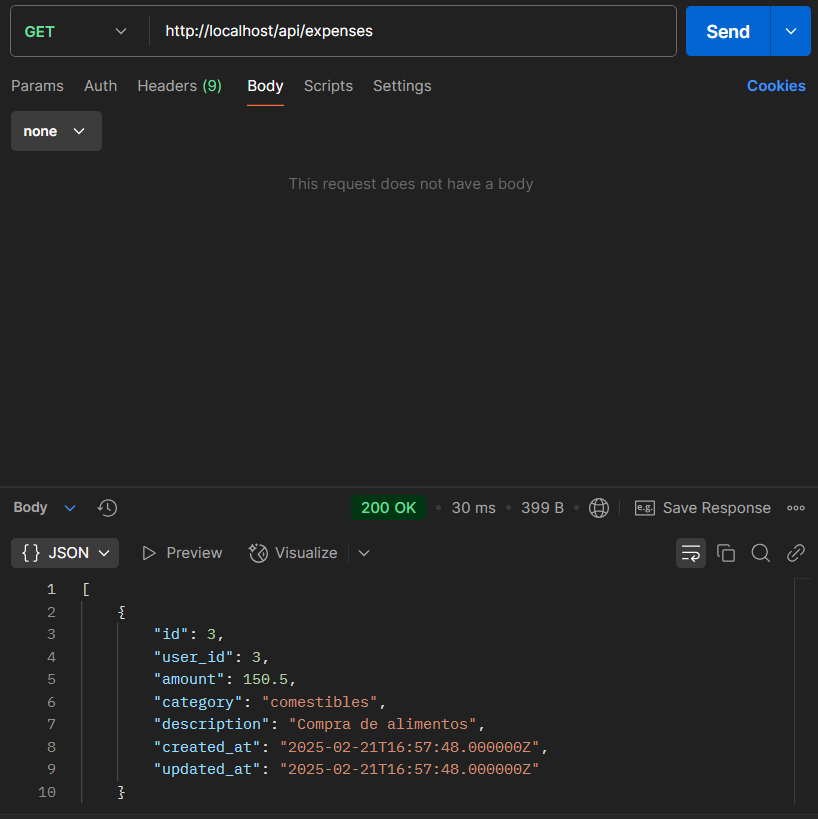 GET http://localhost/api/expenses Send
Params Auth Headers (9) Body Scripts Settings Cookies
none
This request does not have a body
Body 200 OK • 30 ms • 399 B • e.g. Save Response
{} JSON Preview Visualize
1 [
2 {
3 "id": 3,
4 "user_id": 3,
5 "amount": 150.5,
6 "category": "comestibles",
7 "description": "Compra de alimentos",
8 "created_at": "2025-02-21T16:57:48.000000Z",
9 "updated_at": "2025-02-21T16:57:48.000000Z"
10 }